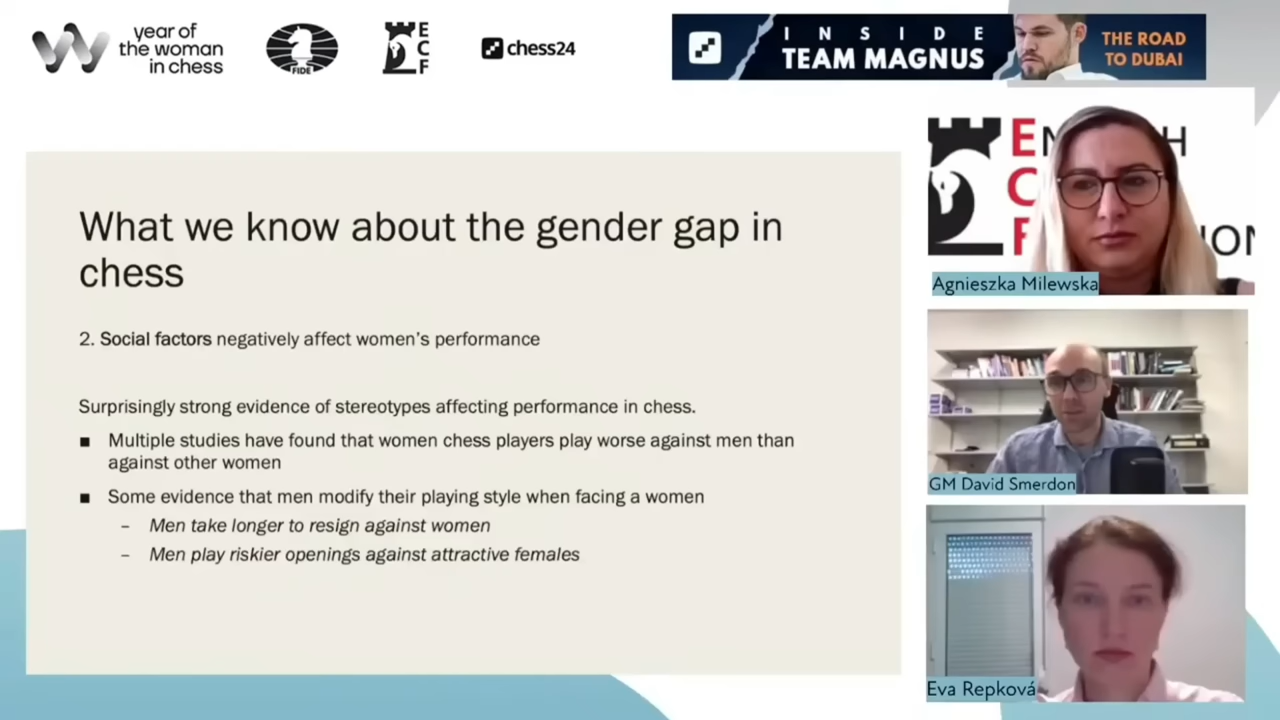 year of
the woman
in chess
FIDE
E
C
F
chess24
INSIDE
TEAM MAGNUS
THE ROAD
TO DUBAI
What we know about the gender gap in
chess
2. Social factors negatively affect women's performance
Surprisingly strong evidence of stereotypes affecting performance in chess.
■ Multiple studies have found that women chess players play worse against men than
against other women
■ Some evidence that men modify their playing style when facing a women
– Men take longer to resign against women
– Men play riskier openings against attractive females
Agnieszka Milewska
GM David Smerdon
Eva Repková